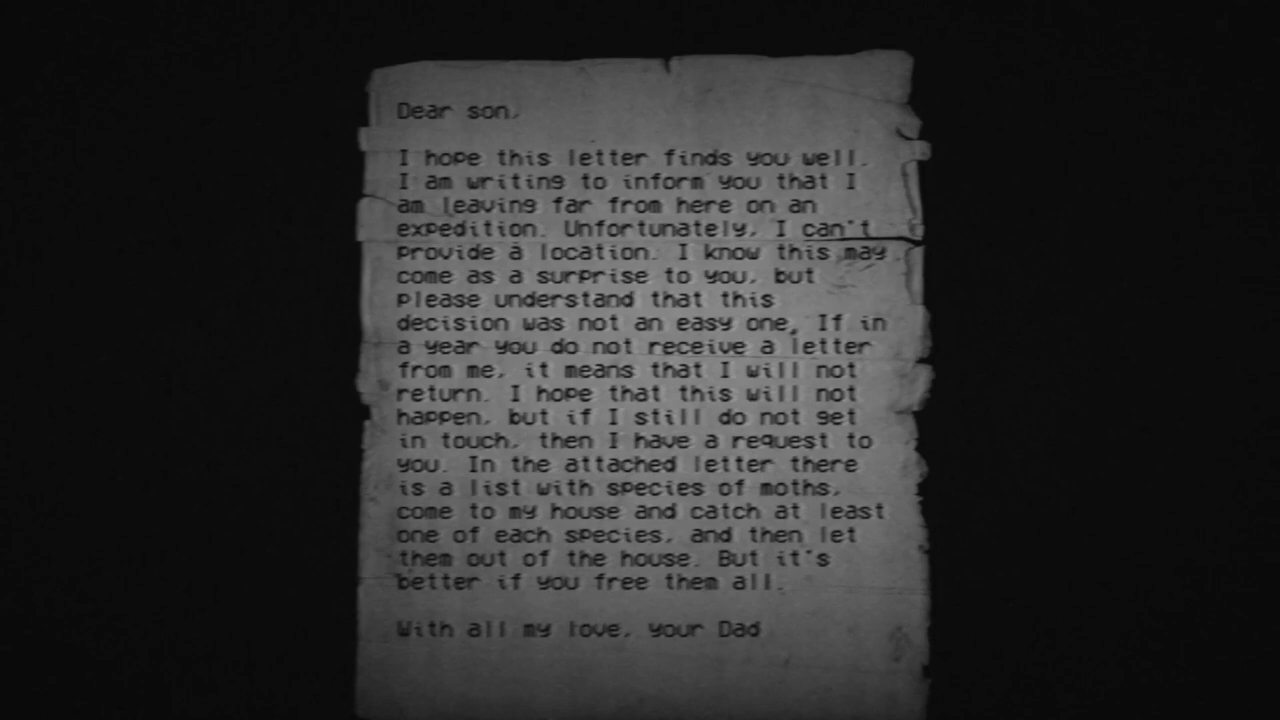 Dear son,
I hope this letter finds you well.
I am writing to inform you that I
am leaving far from here on an
expedition. Unfortunately, I can't
provide a location. I know this may
come as a surprise to you, but
please understand that this
decision was not an easy one, If in
a year you do not receive a letter
from me, it means that I will not
return. I hope that this will not
happen, but if I still do not get
in touch, then I have a request to
you. In the attached letter there
is a list with species of moths,
come to my house and catch at least
one of each species, and then let
them out of the house. But it's
better if you free them all.
With all my love, your Dad